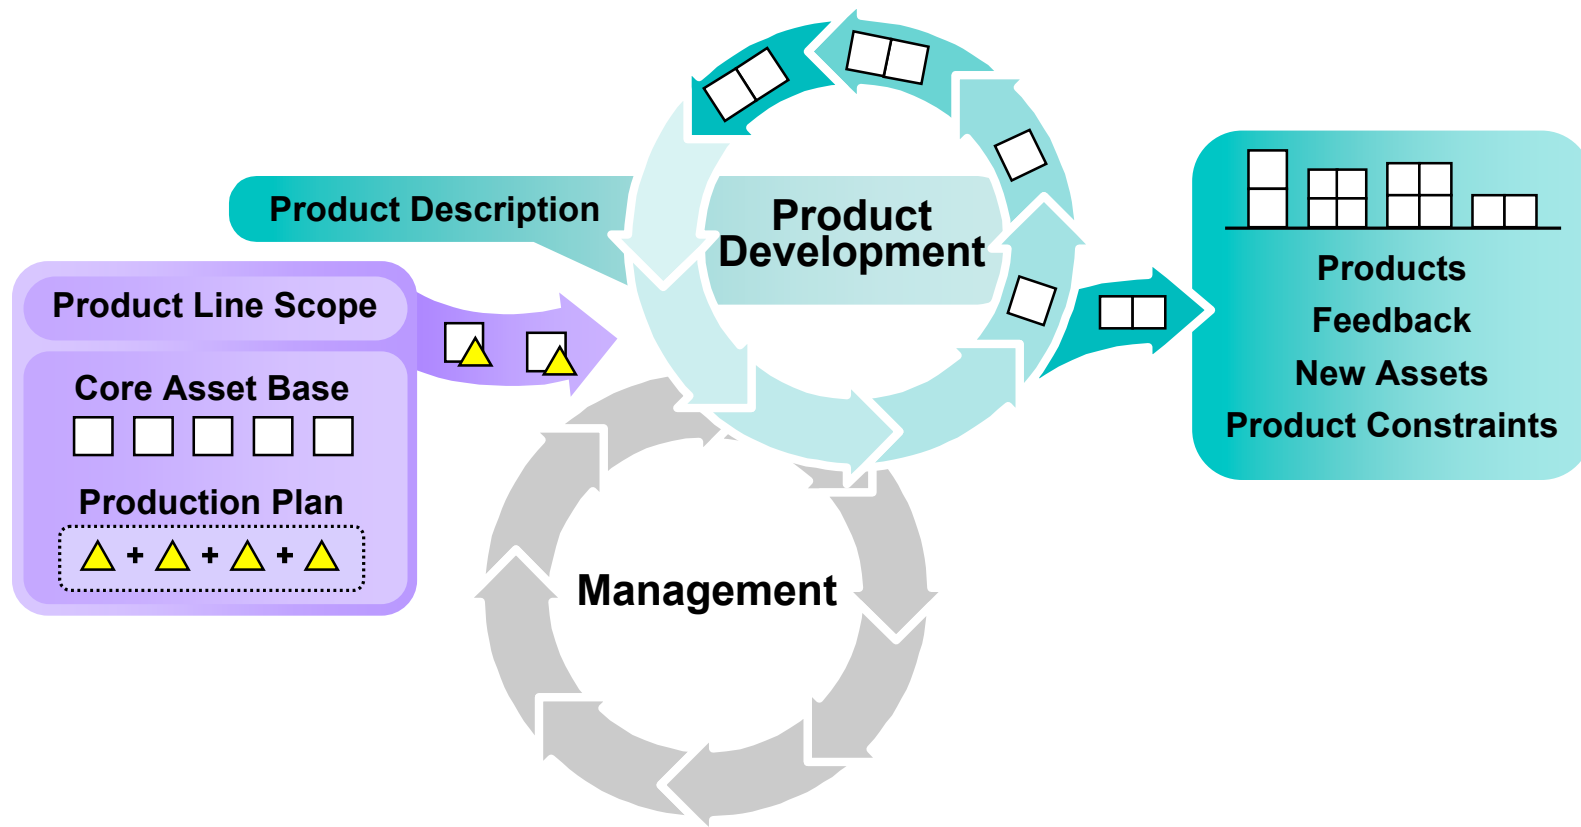 Product Description
Product Line Scope
Core Asset Base
Production Plan
+ + +
Product
Development
Management
Products
Feedback
New Assets
Product Constraints